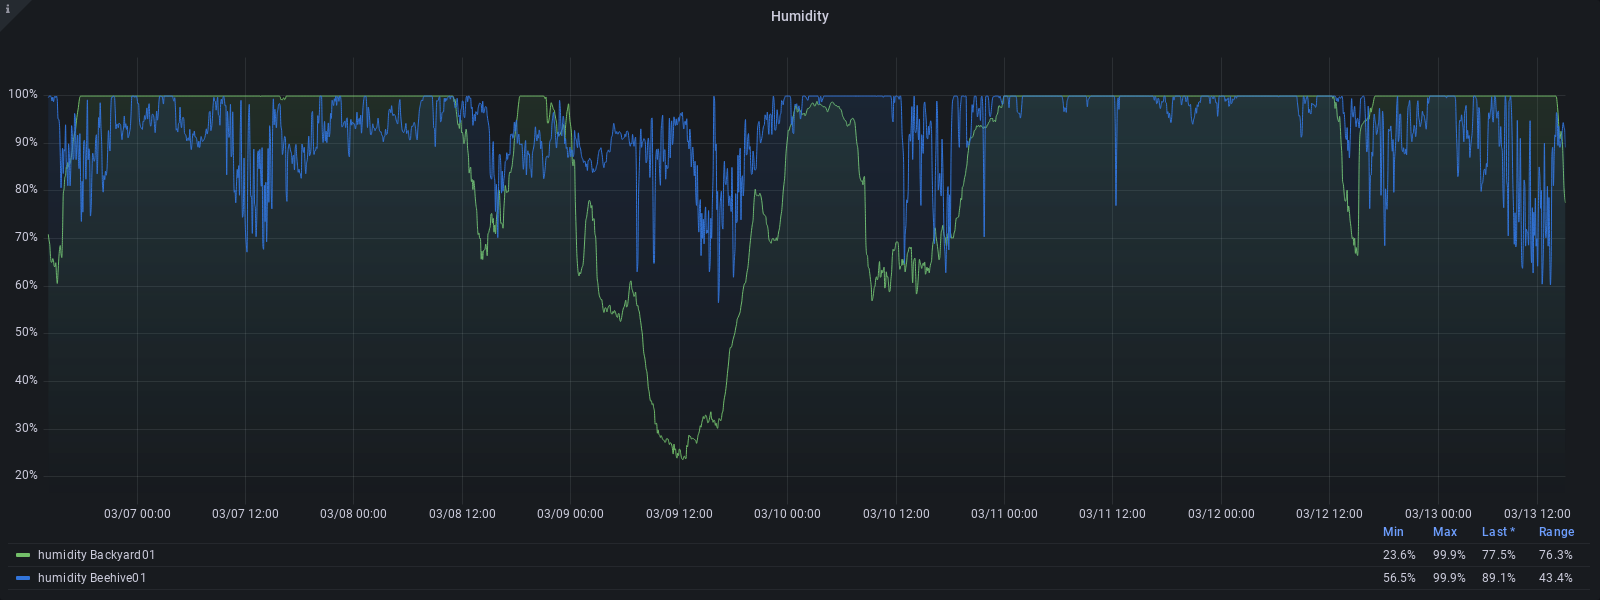 i
Humidity
100%
90%
80%
70%
60%
50%
40%
30%
20%
03/07 00:00 03/07 12:00 03/08 00:00 03/08 12:00 03/09 00:00 03/09 12:00 03/10 00:00 03/10 12:00 03/11 00:00 03/11 12:00 03/12 00:00 03/12 12:00 03/13 00:00 03/13 12:00
Min Max Last * Range
humidity Backyard01 23.6% 99.9% 77.5% 76.3%
humidity Beehive01 56.5% 99.9% 89.1% 43.4%